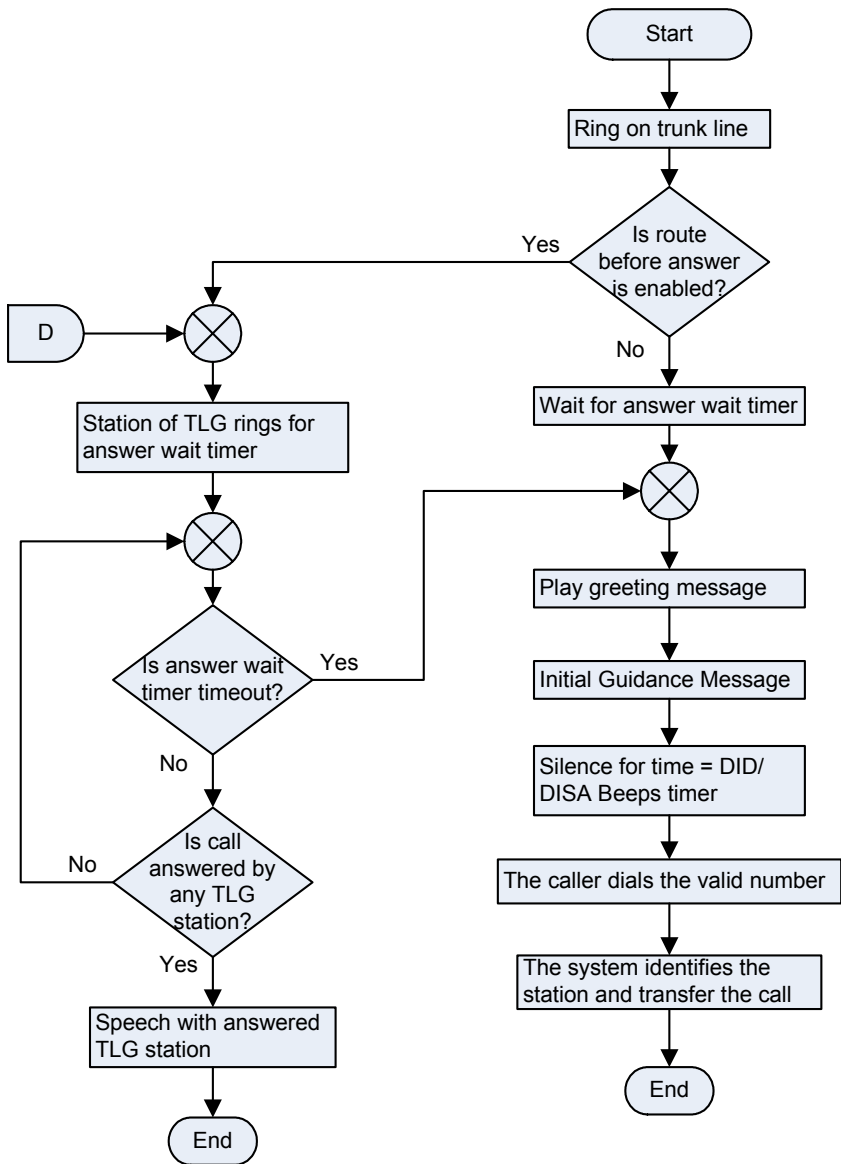 Start
Ring on trunk line
Is route
before answer
is enabled?
Yes
No
D
Station of TLG rings for
answer wait timer
Wait for answer wait timer
Play greeting message
Is answer wait
timer timeout?
Yes
No
Initial Guidance Message
Silence for time = DID/
DISA Beeps timer
Is call
answered by
any TLG
station?
No
Yes
The caller dials the valid number
The system identifies the
station and transfer the call
Speech with answered
TLG station
End
End